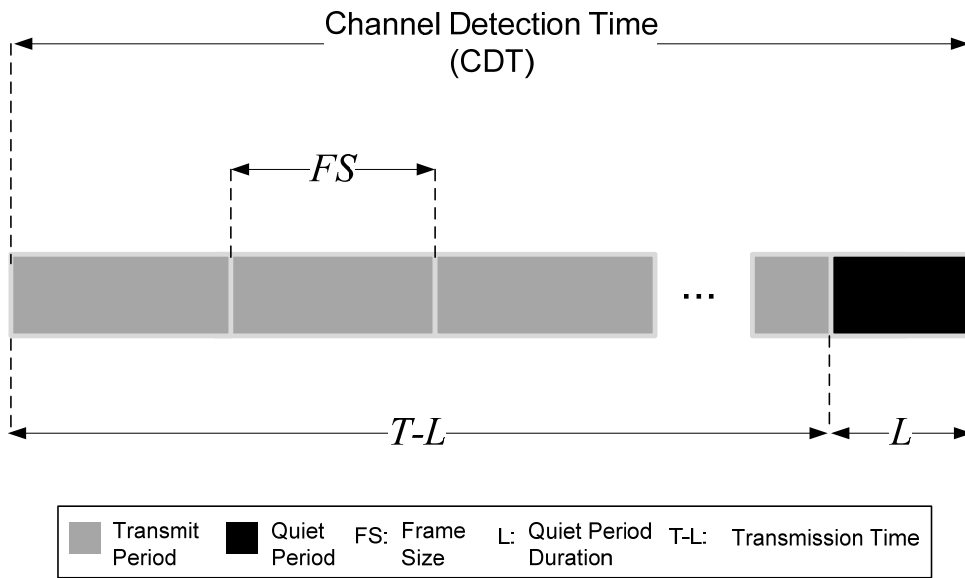 Channel Detection Time
(CDT)
FS
...
T-L
L
Transmit Period
Quiet Period
FS: Frame Size
L: Quiet Period Duration
T-L: Transmission Time